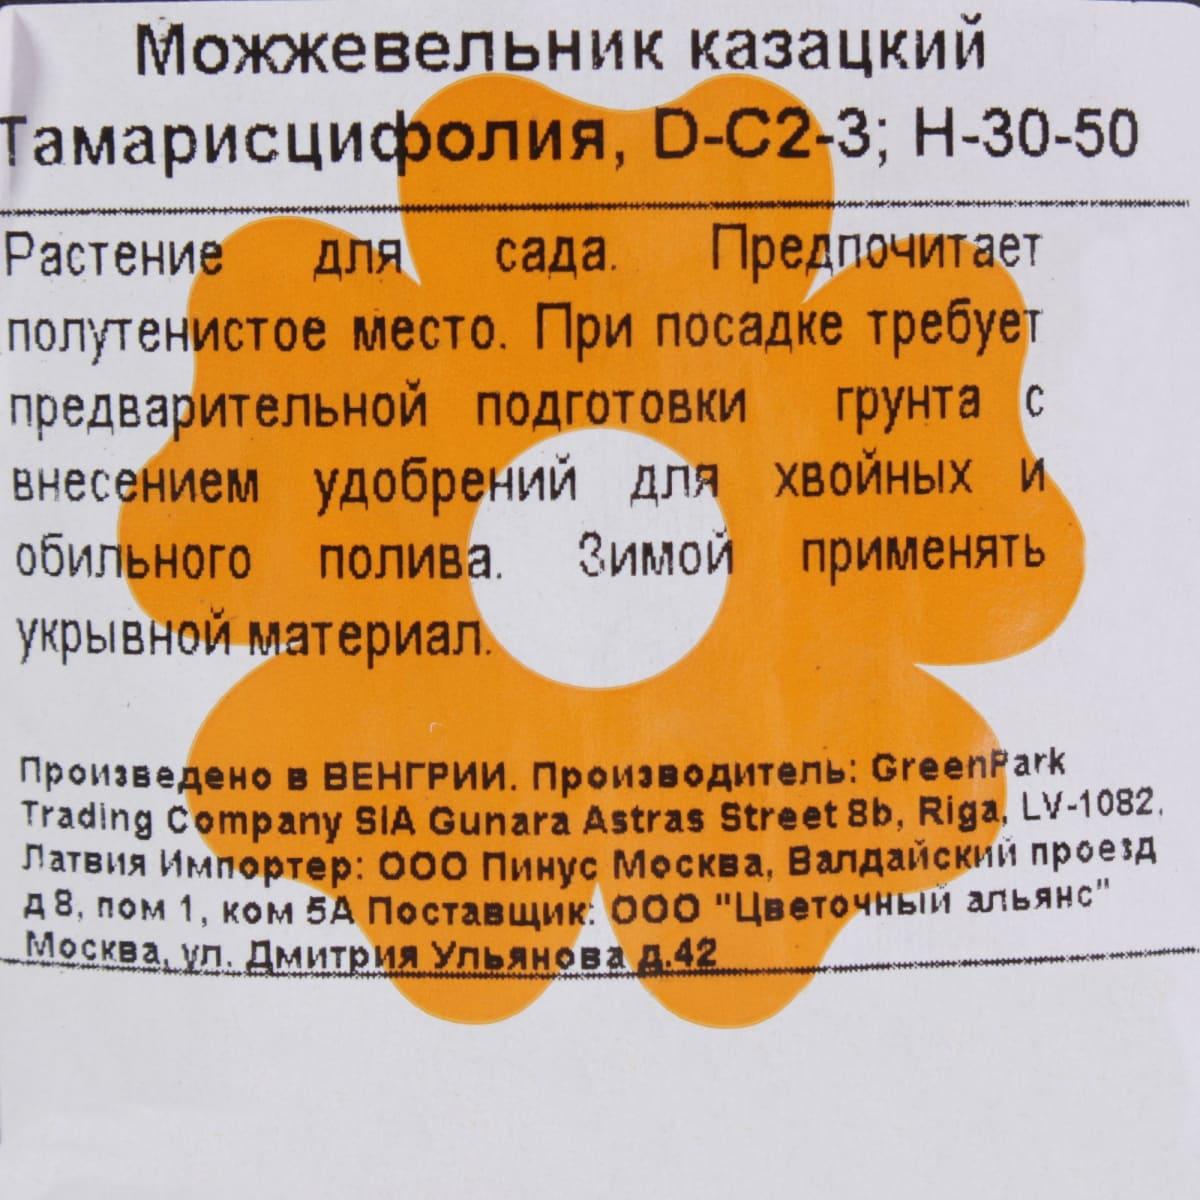 Можжевельник казацкий
Тамарисцифолия, D-C2-3; H-30-50
Растение для сада. Предпочитает
полутенистое место. При посадке требует
предварительной подготовки грунта с
внесением удобрений для хвойных и
обильного полива. Зимой применять
укрывной материал.
Произведено в ВЕНГРИИ. Производитель: GreenPark
Trading Company SIA Gunara Astras Street 8b, Riga, LV-1082,
Латвия Импортер: ООО Пинус Москва, Валдайский проезд
д 8, пом 1, ком 5А Поставщик: ООО "Цветочный альянс"
Москва, ул. Дмитрия Ульянова д.42